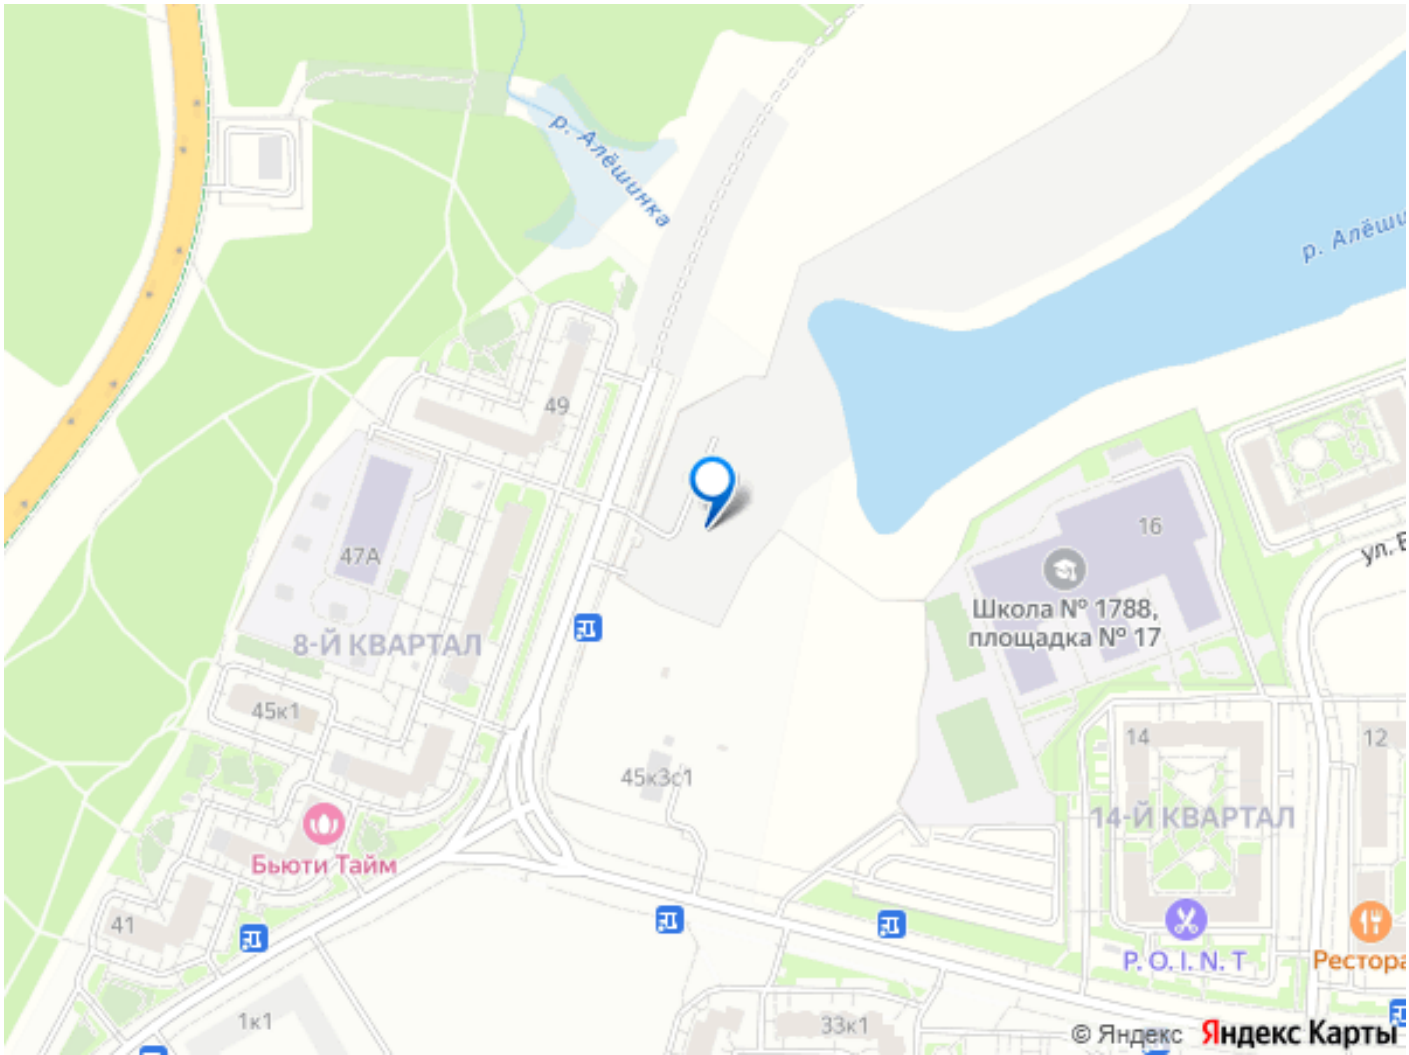 р. Алёшинка
р. Алёши
49
47А
16
ул. Б
Школа № 1788,
площадка № 17
8-Й КВАРТАЛ
45к1
14
12
45к3с1
14-Й КВАРТАЛ
Бьюти Тайм
41
P. O. I. N. T
Рестора
1к1
33к1
© Яндекс Яндекс Карты